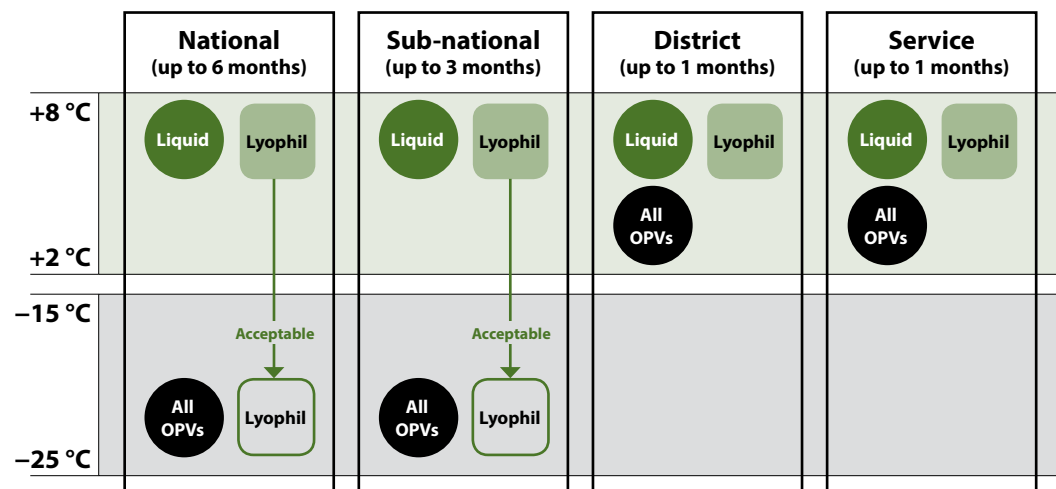 National
(up to 6 months)
Sub-national
(up to 3 months)
District
(up to 1 months)
Service
(up to 1 months)
+8 °C
Liquid
Lyophil
Liquid
Lyophil
Liquid
Lyophil
Liquid
Lyophil
All
OPVs
All
OPVs
+2 °C
–15 °C
Acceptable
Acceptable
All
OPVs
Lyophil
All
OPVs
Lyophil
–25 °C